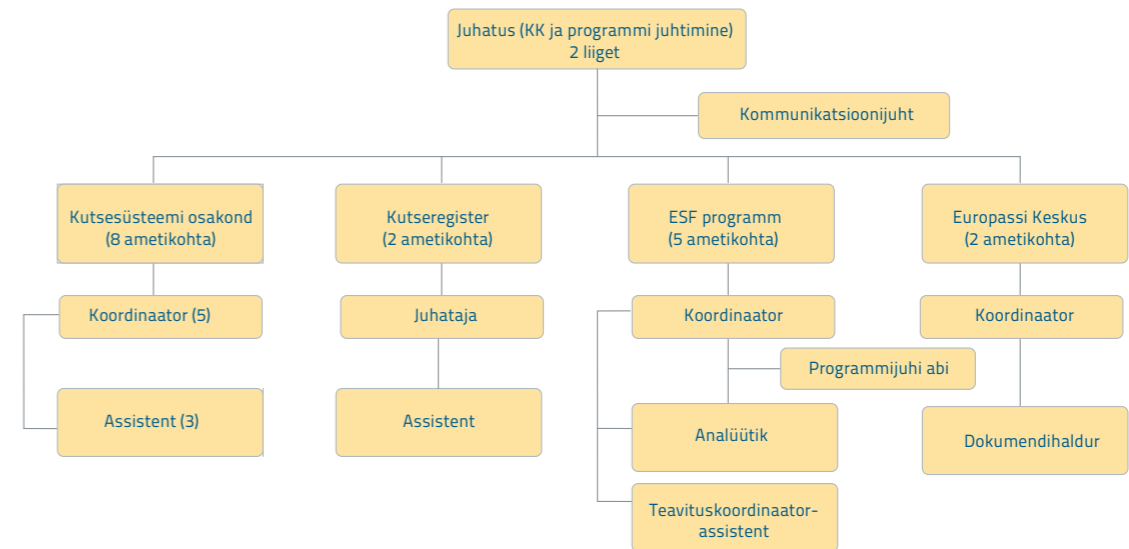 Juhatus (KK ja programmi juhtimine)
2 liiget
Kommunikatsioonijuht
Kutsesüsteemi osakond
(8 ametikohta)
Kutseregister
(2 ametikohta)
ESF programm
(5 ametikohta)
Europassi Keskus
(2 ametikohta)
Koordinaator (5)
Juhataja
Koordinaator
Koordinaator
Programmijuhi abi
Assistent (3)
Assistent
Analüütik
Dokumendihaldur
Teavituskoordinaator-
assistent